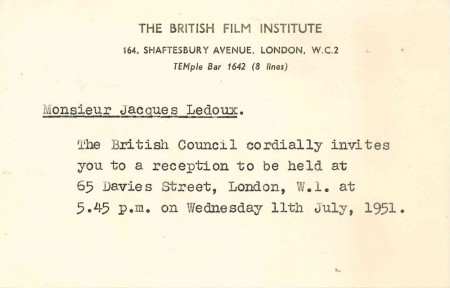 THE BRITISH FILM INSTITUTE
164, SHAFTESBURY AVENUE, LONDON, W.C.2
TEMple Bar 1642 (8 lines)
Monsieur Jacques Ledoux.
The British Council cordially invites
you to a reception to be held at
65 Davies Street, London, W.1. at
5.45 p.m. on Wednesday 11th July, 1951.